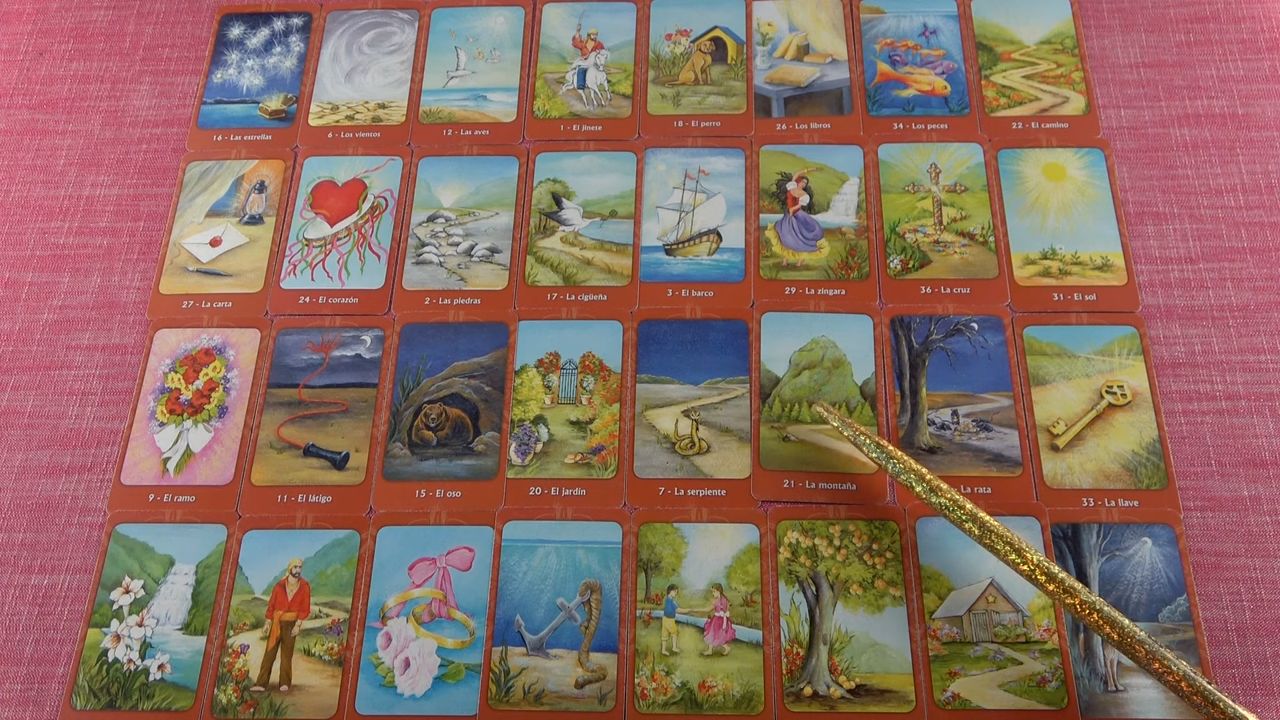 16 - Las estrellas
6 - Los vientos
12 - Las aves
1 - El jinete
18 - El perro
26 - Los libros
34 - Los peces
22 - El camino
27 - La carta
24 - El corazón
2 - Las piedras
17 - La cigüeña
3 - El barco
29 - La zíngara
36 - La cruz
31 - El sol
9 - El ramo
11 - El látigo
15 - El oso
20 - El jardín
7 - La serpiente
21 - La montaña
La rata
33 - La llave